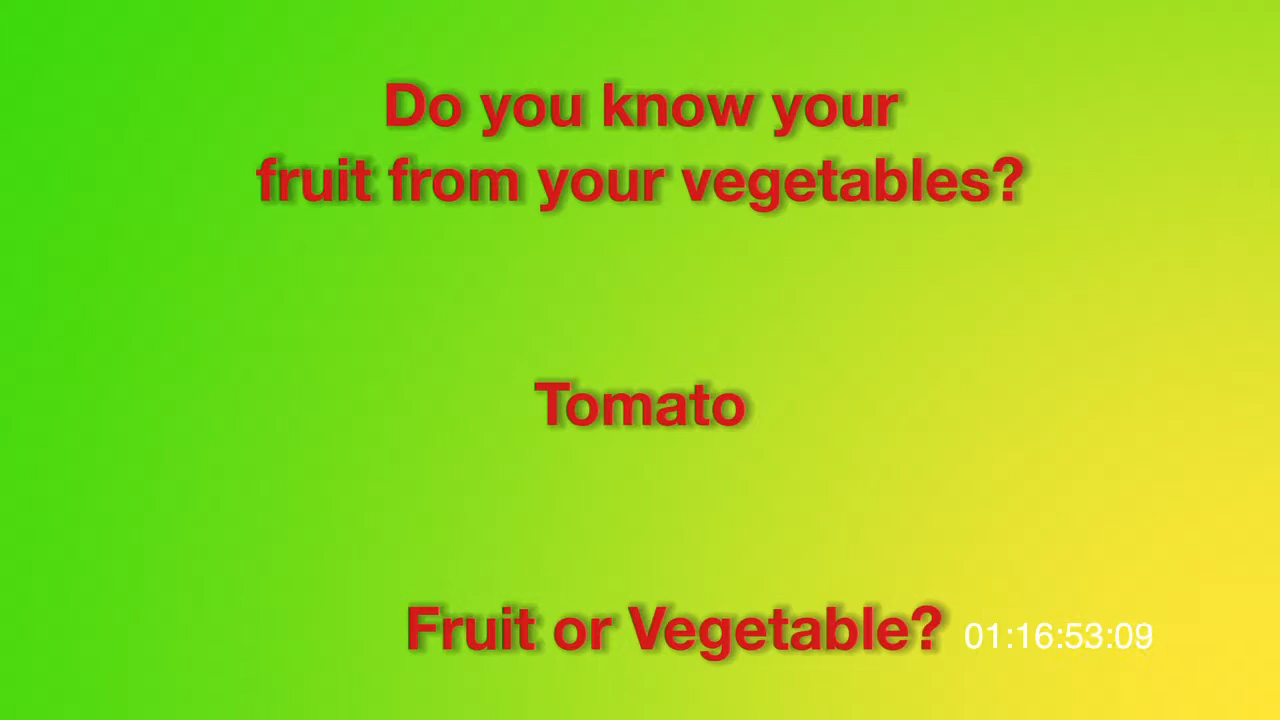 Do you know your
fruit from your vegetables?
Tomato
Fruit or Vegetable?
01:16:53:09